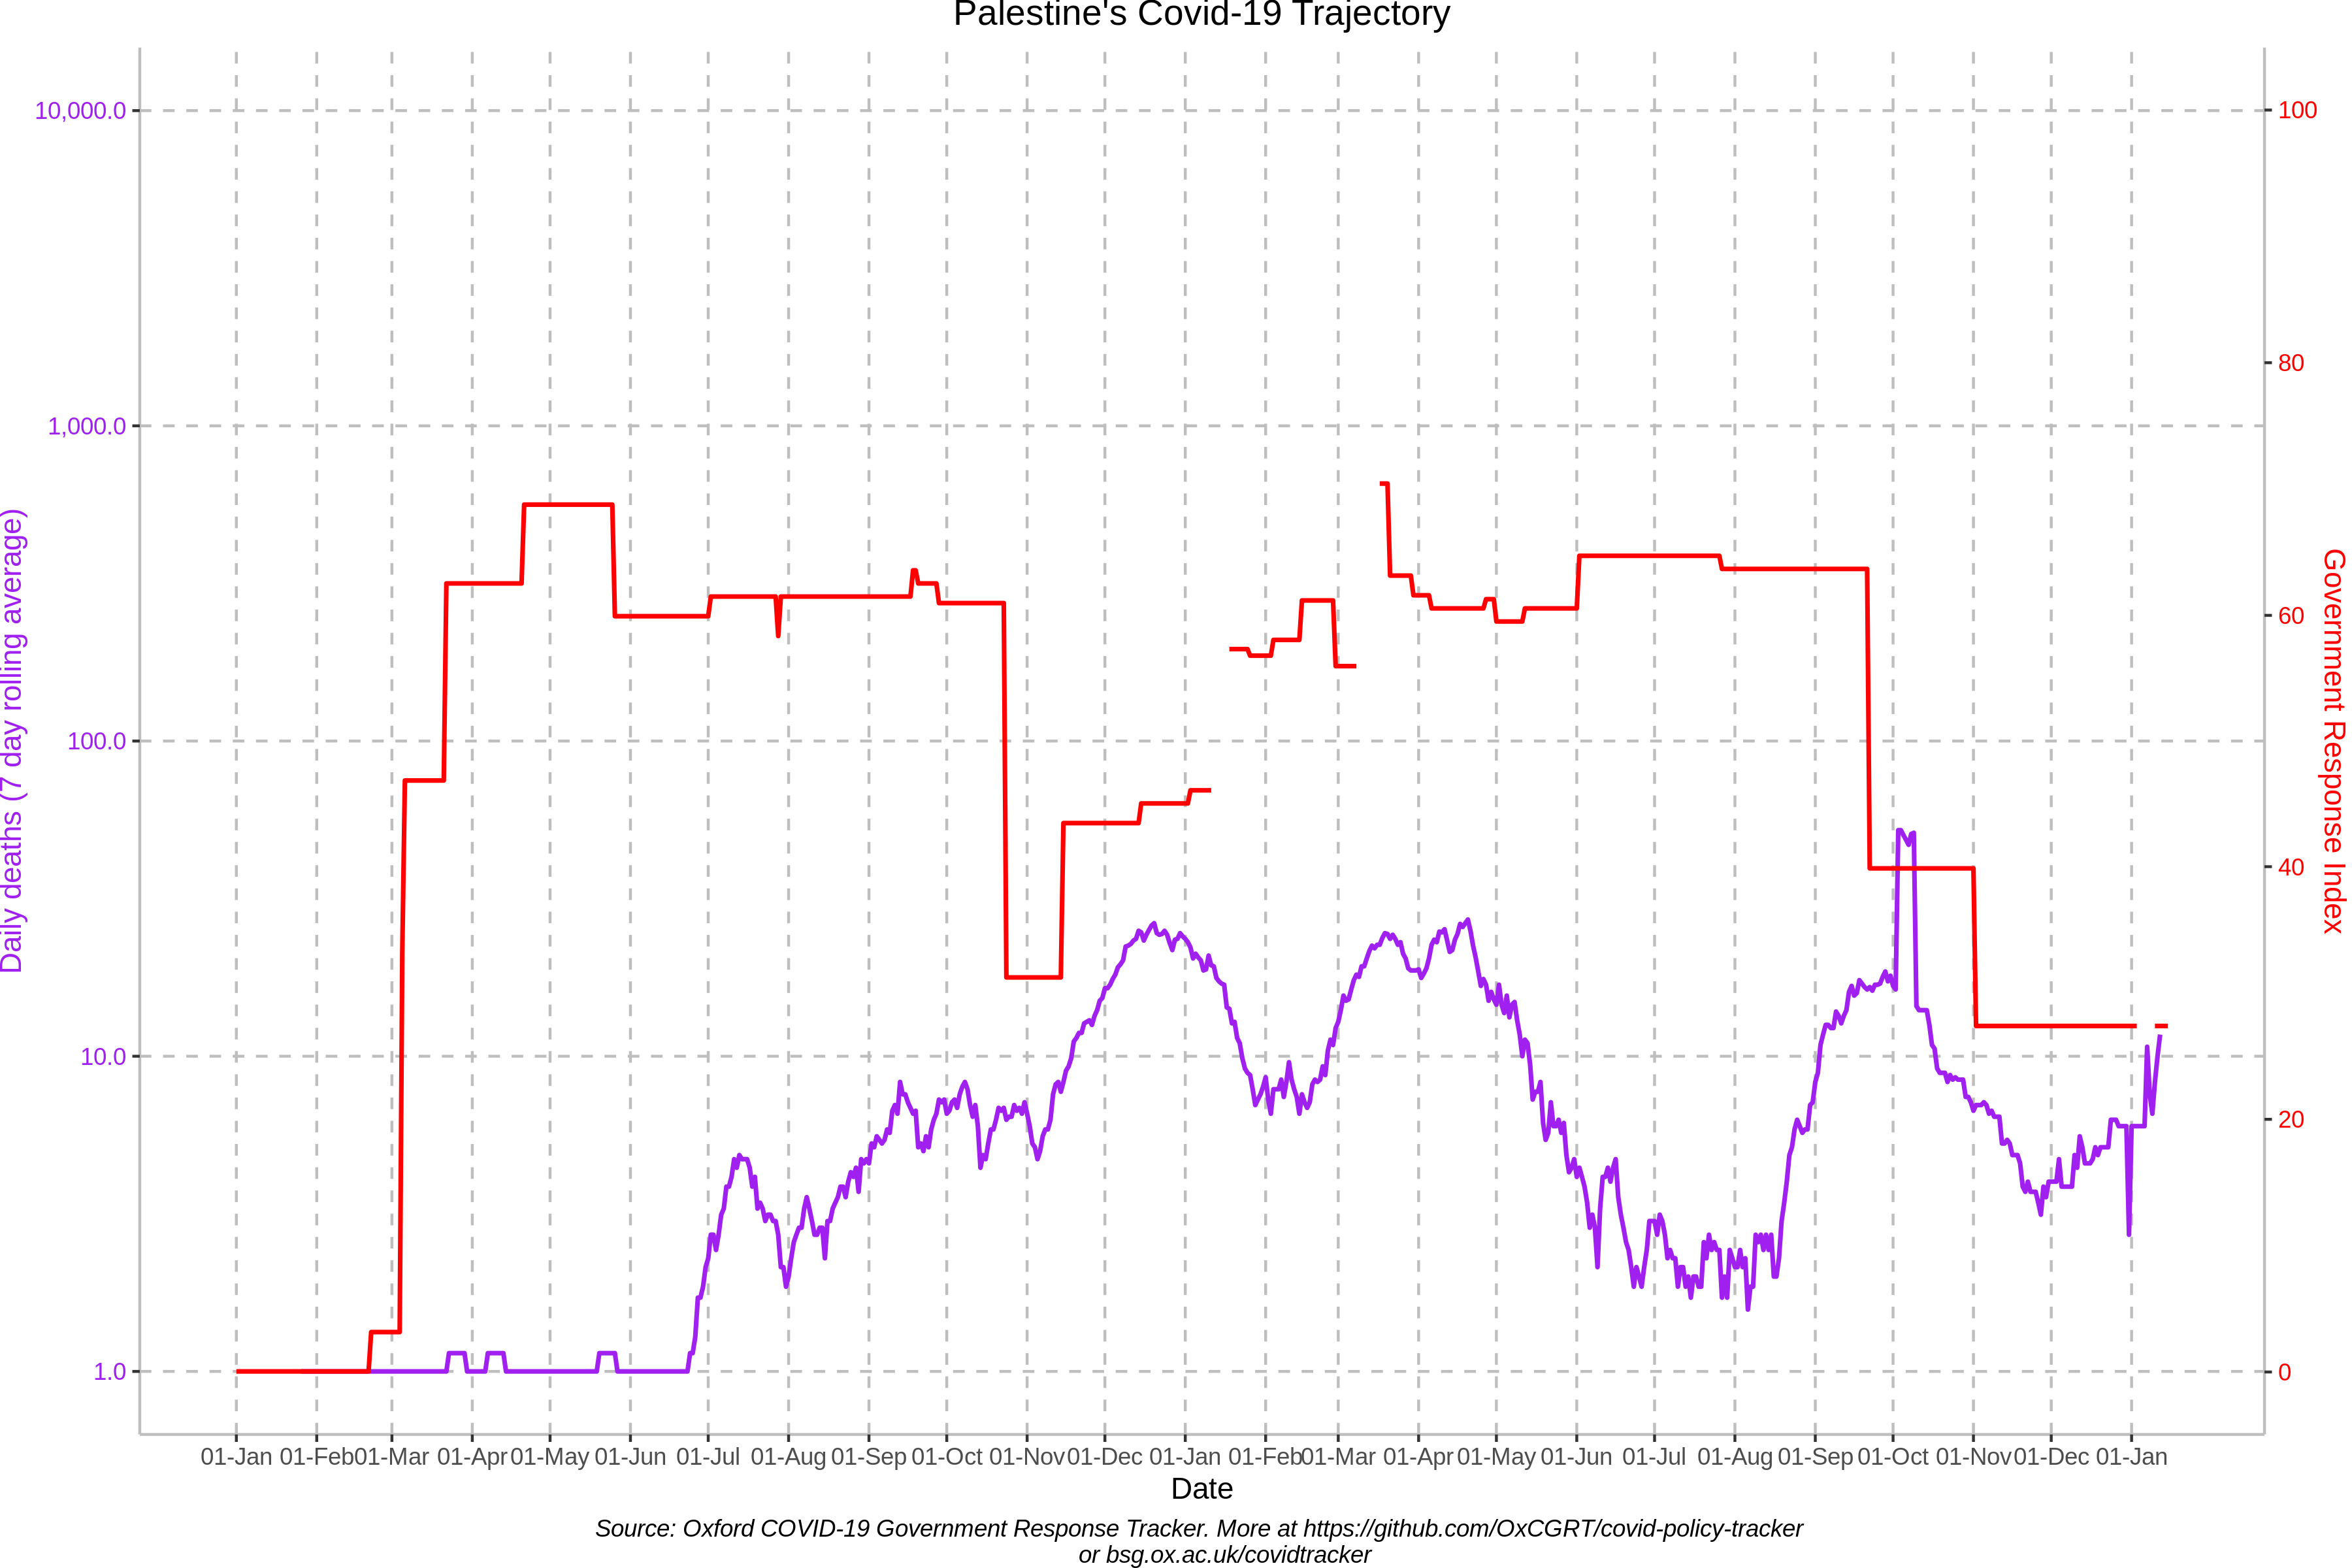 Palestine's Covid-19 Trajectory
Daily deaths (7 day rolling average)
10,000.0
1,000.0
100.0
10.0
1.0
Government Response Index
100
80
60
40
20
0
01-Jan 01-Feb 01-Mar 01-Apr 01-May 01-Jun 01-Jul 01-Aug 01-Sep 01-Oct 01-Nov 01-Dec 01-Jan 01-Feb 01-Mar 01-Apr 01-May 01-Jun 01-Jul 01-Aug 01-Sep 01-Oct 01-Nov 01-Dec 01-Jan
Date
Source: Oxford COVID-19 Government Response Tracker. More at https://github.com/OxCGRT/covid-policy-tracker
or bsg.ox.ac.uk/covidtracker